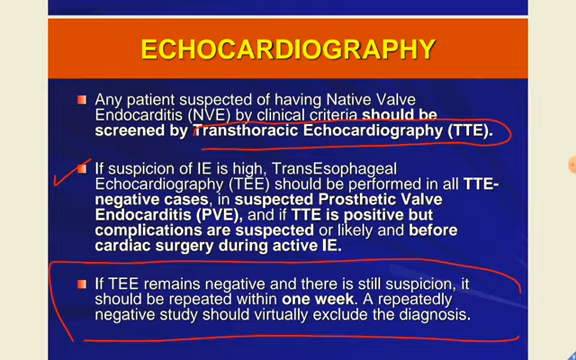 ECHOCARDIOGRAPHY
Any patient suspected of having Native Valve
Endocarditis (NVE) by clinical criteria should be
screened by Transthoracic Echocardiography (TTE).
If suspicion of IE is high, TransEsophageal
Echocardiography (TEE) should be performed in all TTE-
negative cases, in suspected Prosthetic Valve
Endocarditis (PVE), and if TTE is positive but
complications are suspected or likely and before
cardiac surgery during active IE.
If TEE remains negative and there is still suspicion, it
should be repeated within one week. A repeatedly
negative study should virtually exclude the diagnosis.